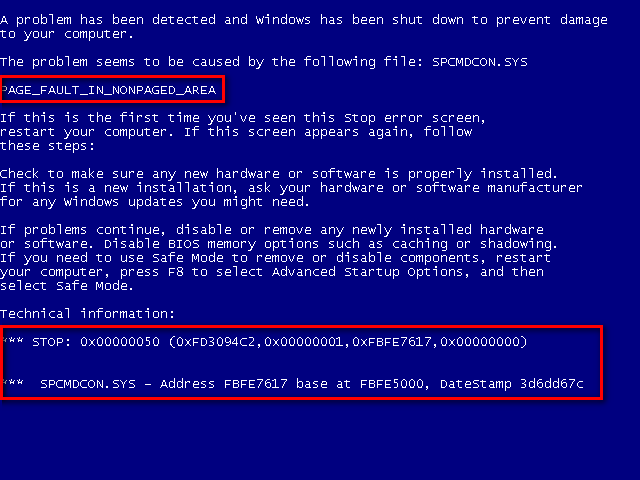 A problem has been detected and Windows has been shut down to prevent damage
to your computer.
The problem seems to be caused by the following file: SPCMDCON.SYS
PAGE_FAULT_IN_NONPAGED_AREA
If this is the first time you've seen this Stop error screen,
restart your computer. If this screen appears again, follow
these steps:
Check to make sure any new hardware or software is properly installed.
If this is a new installation, ask your hardware or software manufacturer
for any Windows updates you might need.
If problems continue, disable or remove any newly installed hardware
or software. Disable BIOS memory options such as caching or shadowing.
If you need to use Safe Mode to remove or disable components, restart
your computer, press F8 to select Advanced Startup Options, and then
select Safe Mode.
Technical information:
*** STOP: 0x00000050 (0xFD3094C2,0x00000001,0xFBFE7617,0x00000000)
***  SPCMDCON.SYS - Address FBFE7617 base at FBFE5000, DateStamp 3d6dd67c